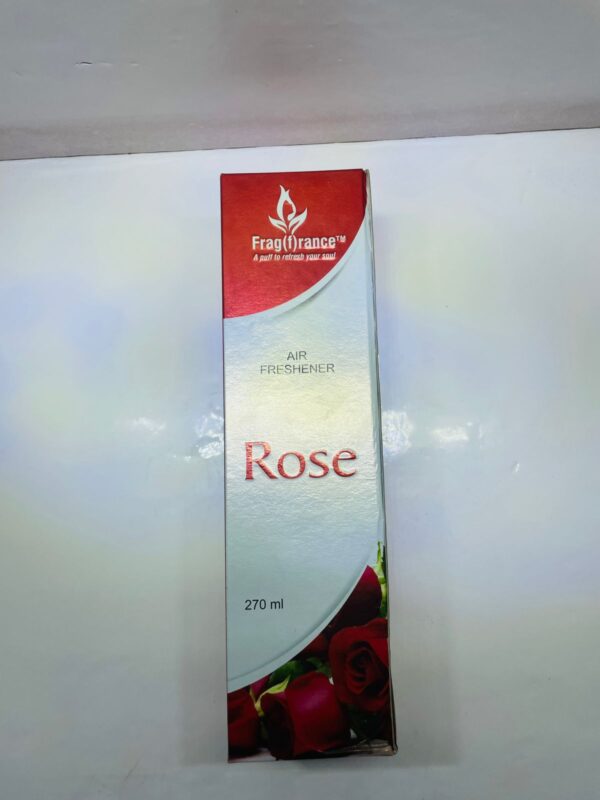 Frag(f)rance™
A puff to refresh your soul
AIR
FRESHENER
Rose
270 ml